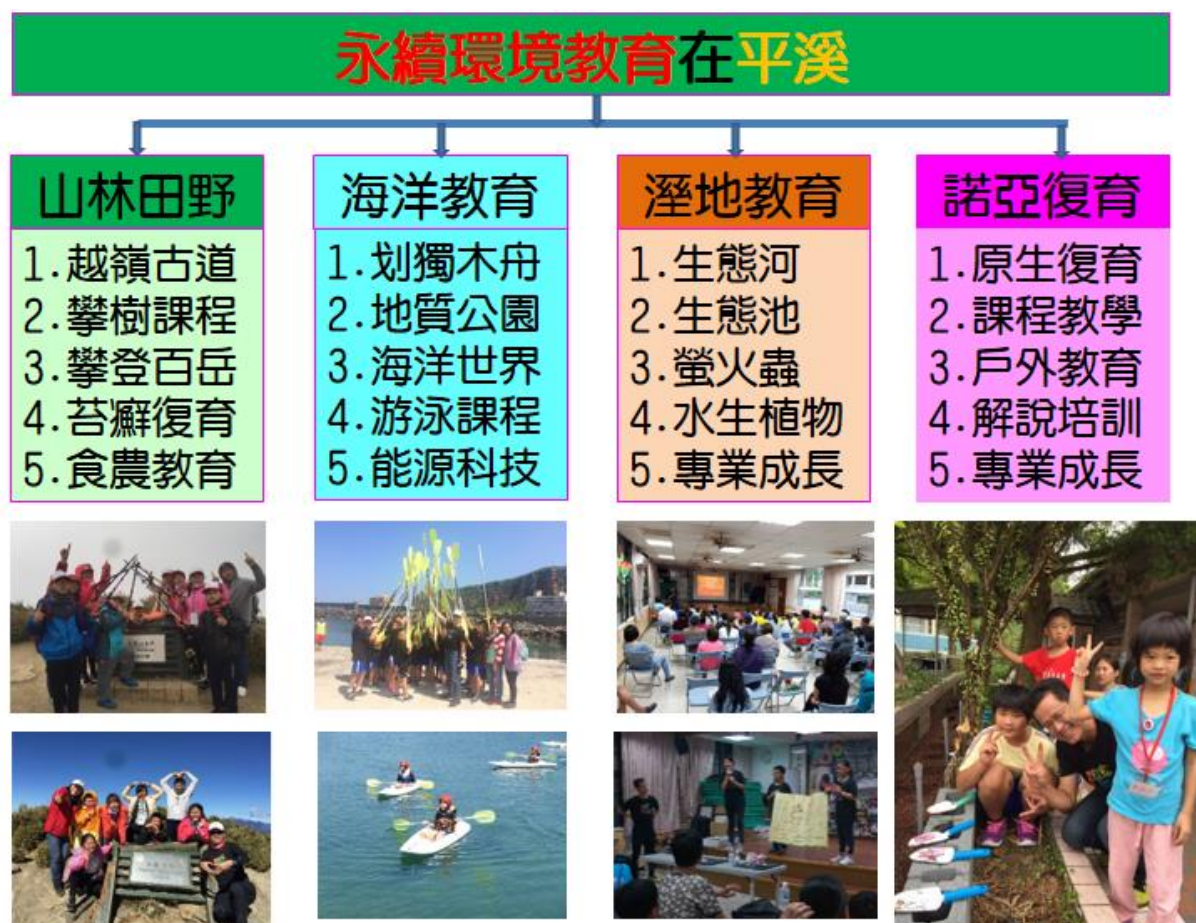 永續環境教育在平溪
山林田野
1.越嶺古道
2.攀樹課程
3.攀登百岳
4.苔癬復育
5.食農教育
海洋教育
1.划獨木舟
2.地質公園
3.海洋世界
4.游泳課程
5.能源科技
溼地教育
1.生態河
2.生態池
3.螢火蟲
4.水生植物
5.專業成長
諾亞復育
1.原生復育
2.課程教學
3.戶外教育
4.解說培訓
5.專業成長